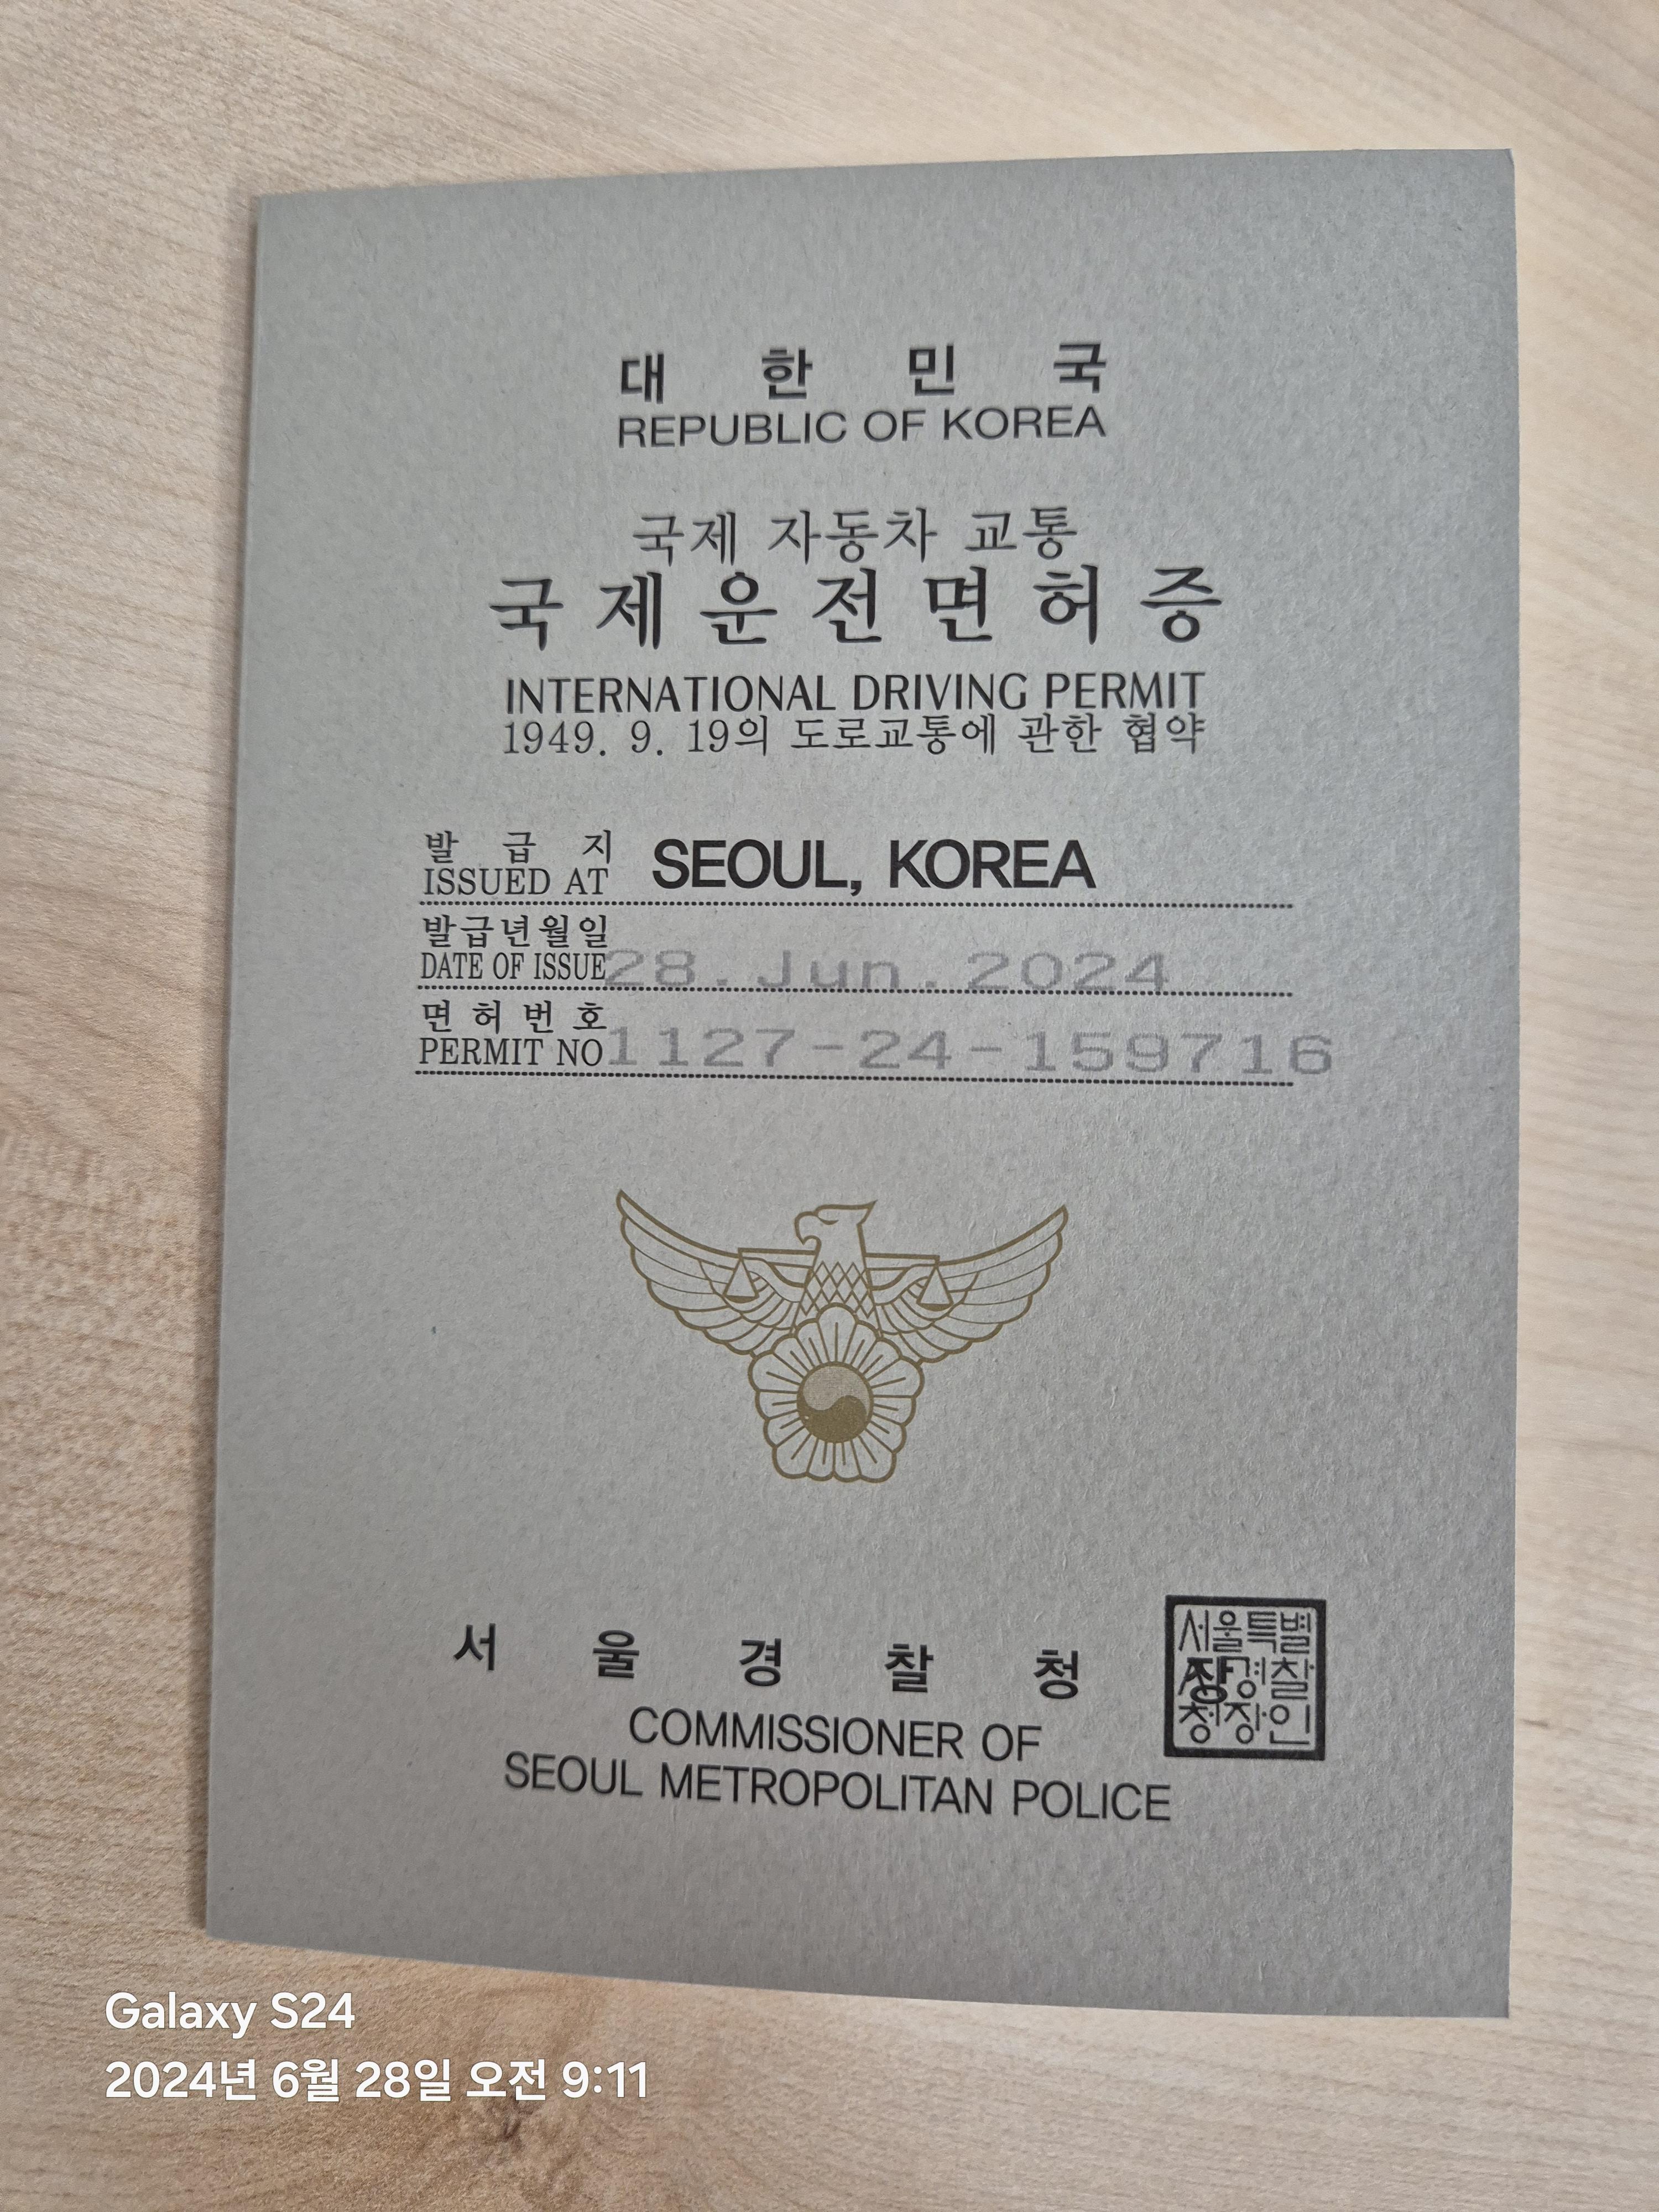 대 한 민 국
REPUBLIC OF KOREA
국제 자동차 교통
국제운전면허증
INTERNATIONAL DRIVING PERMIT
1949. 9. 19의 도로교통에 관한 협약
발 급 지
ISSUED AT SEOUL, KOREA
발급년월일
DATE OF ISSUE 28.Jun.2024
면 허 번 호
PERMIT NO 1127-24-159716
서 울 경 찰 청 장
COMMISSIONER OF
SEOUL METROPOLITAN POLICE
서울특별
시경찰
청장인
Galaxy S24
2024년 6월 28일 오전 9:11